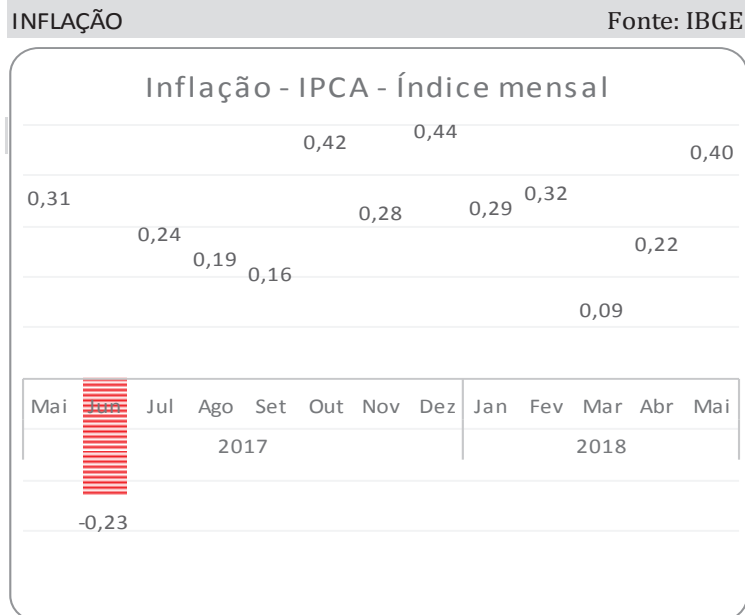 INFLAÇÃO Fonte: IBGE
Inflação - IPCA - Índice mensal
0,31 -0,23 0,24 0,19 0,16 0,42 0,28 0,44 0,29 0,32 0,09 0,22 0,40
Mai Jun Jul Ago Set Out Nov Dez Jan Fev Mar Abr Mai
2017 2018